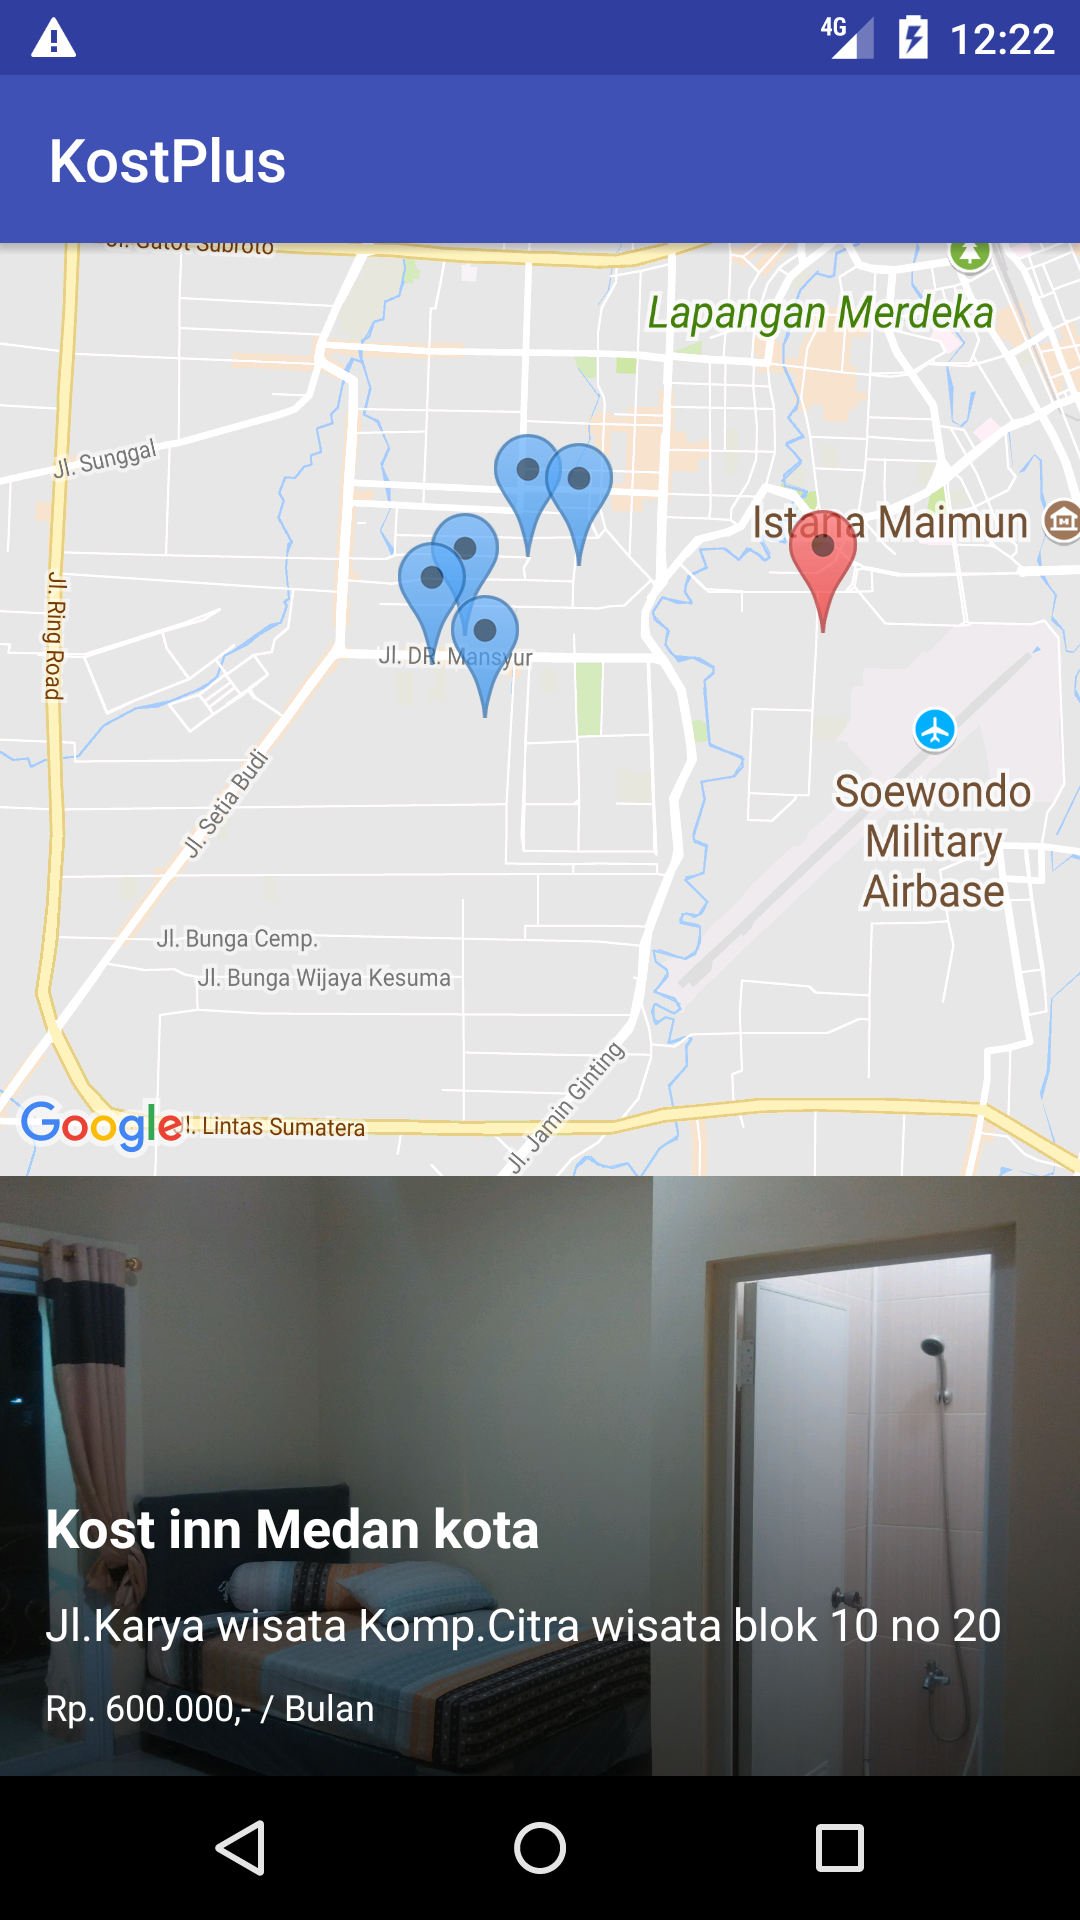 4G 12:22
KostPlus
Jl. Gatot Subroto
Lapangan Merdeka
Jl. Sunggal
Istana Maimun
Jl. Ring Road
Jl. DR. Mansyur
Jl. Setia Budi
Soewondo
Military
Airbase
Jl. Bunga Cemp.
Jl. Bunga Wijaya Kesuma
Jl. Jamin Ginting
Google
Jl. Lintas Sumatera
Kost inn Medan kota
Jl.Karya wisata Komp.Citra wisata blok 10 no 20
Rp. 600.000,- / Bulan